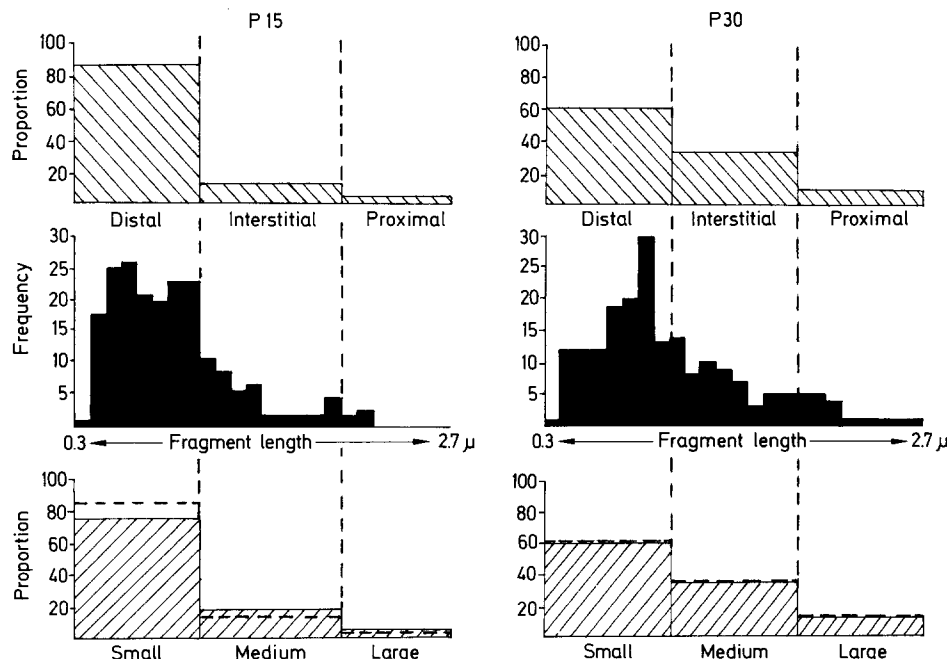 P15
P30
Proportion
100
80
60
40
20
Distal Interstitial Proximal
Proportion
100
80
60
40
20
Distal Interstitial Proximal
Frequency
30
25
20
15
10
5
0.3 Fragment length 2.7 μ
30
25
20
15
10
5
0.3 Fragment length 2.7 μ
Proportion
100
80
60
40
20
Small Medium Large
Proportion
100
80
60
40
20
Small Medium Large